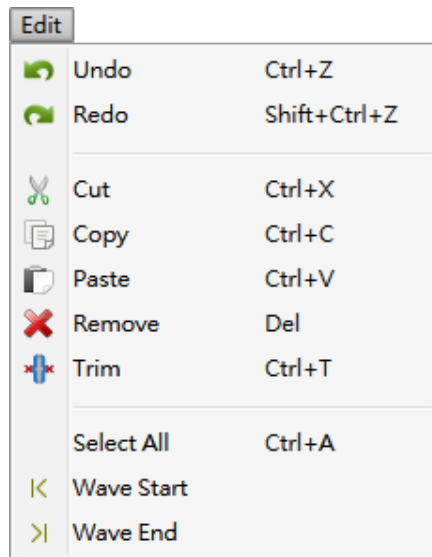 Edit
Undo Ctrl+Z
Redo Shift+Ctrl+Z
Cut Ctrl+X
Copy Ctrl+C
Paste Ctrl+V
Remove Del
Trim Ctrl+T
Select All Ctrl+A
Wave Start
Wave End